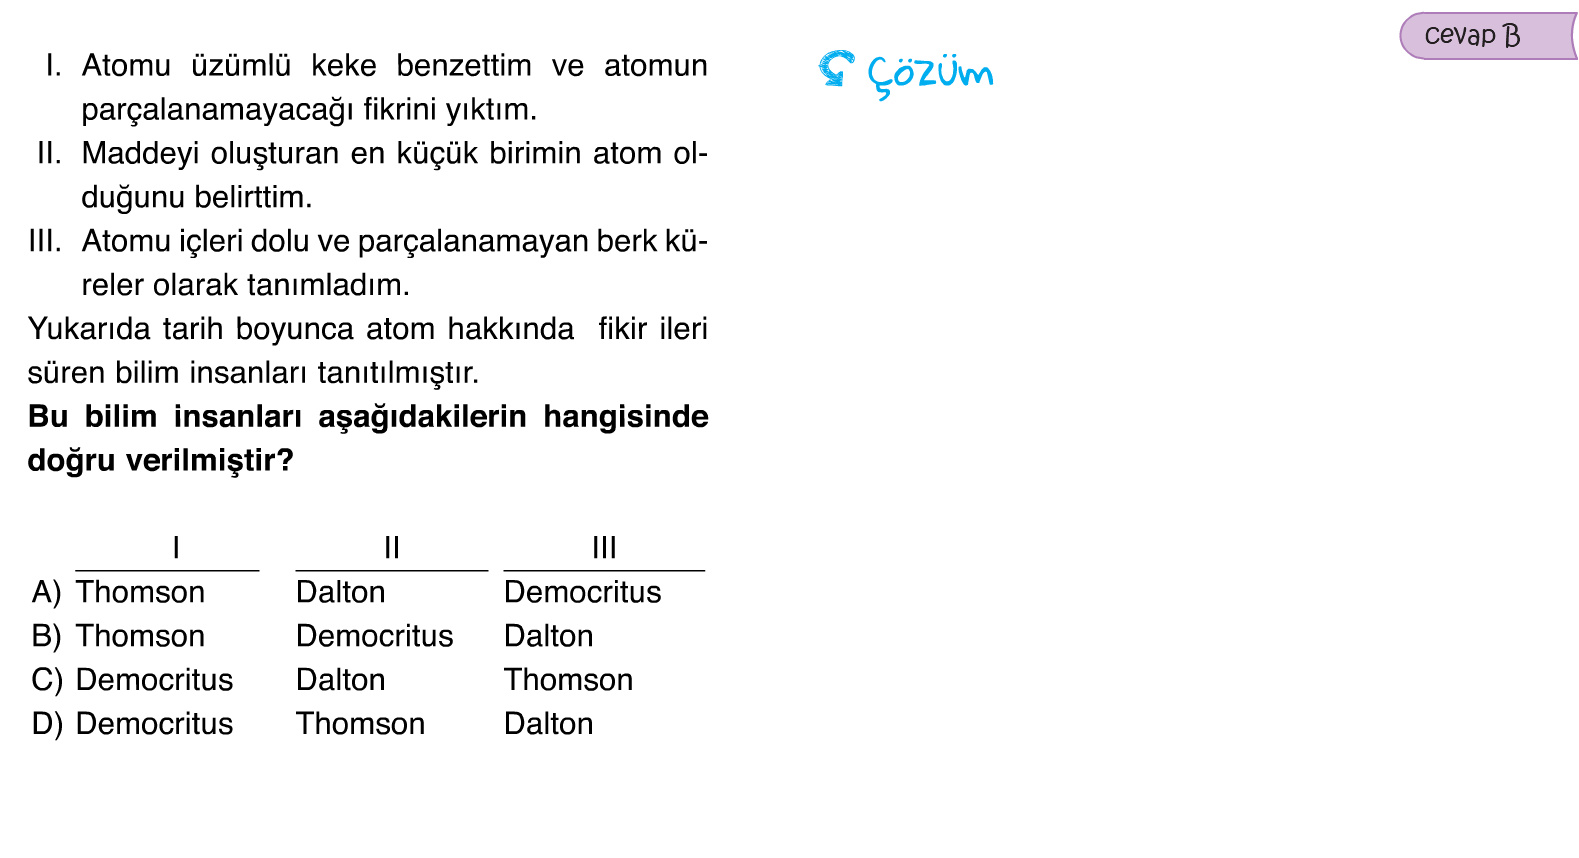 I. Atomu üzümlü keke benzettim ve atomun
parçalanamayacağı fikrini yıktım.
II. Maddeyi oluşturan en küçük birimin atom ol-
duğunu belirttim.
III. Atomu içleri dolu ve parçalanamayan berk kü-
reler olarak tanımladım.
Yukarıda tarih boyunca atom hakkında fikir ileri
süren bilim insanları tanıtılmıştır.
Bu bilim insanları aşağıdakilerin hangisinde
doğru verilmiştir?
I II III
A) Thomson Dalton Democritus
B) Thomson Democritus Dalton
C) Democritus Dalton Thomson
D) Democritus Thomson Dalton
Çözüm
Cevap B